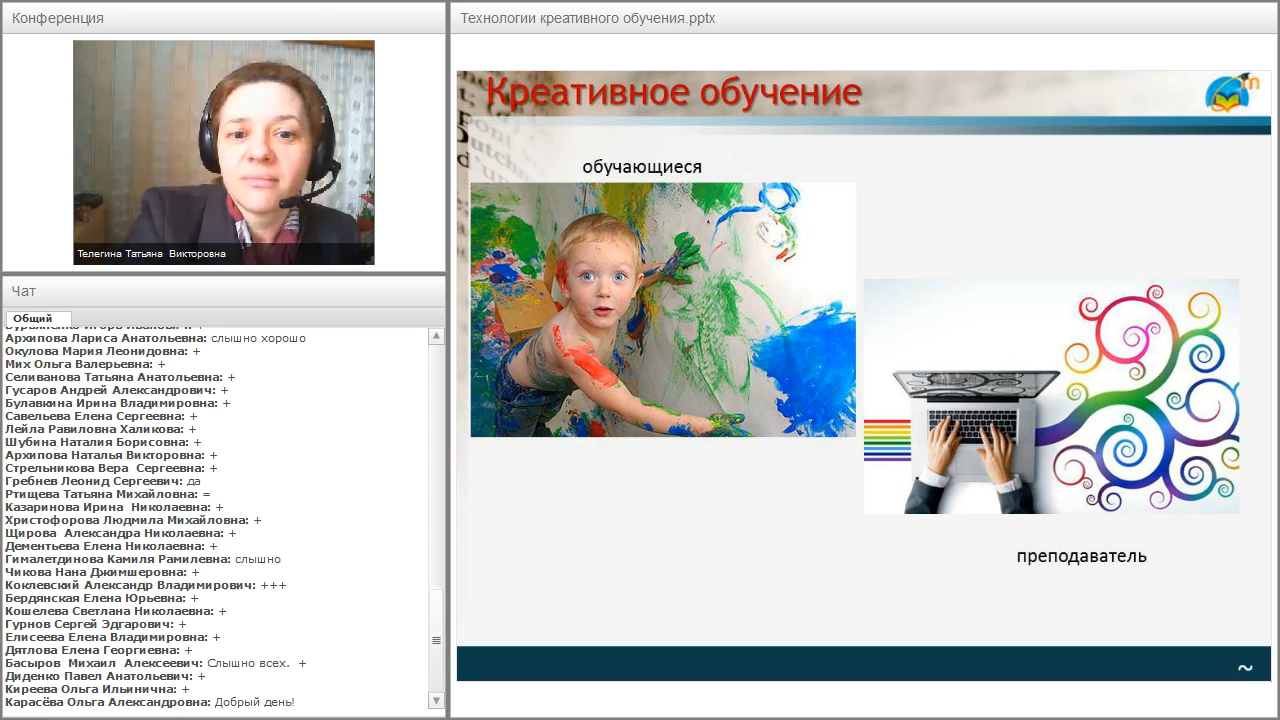 Конференция
Телегина Татьяна Викторовна
Чат
Общий
Архипова Лариса Анатольевна: слышно хорошо
Окулова Мария Леонидовна: +
Мих Ольга Валерьевна: +
Селиванова Татьяна Анатольевна: +
Гусаров Андрей Александрович: +
Булавкина Ирина Владимировна: +
Савельева Елена Сергеевна: +
Лейла Равиловна Халикова: +
Шубина Наталия Борисовна: +
Архипова Наталья Викторовна: +
Стрельникова Вера Сергеевна: +
Гребнев Леонид Сергеевич: да
Ртищева Татьяна Михайловна: =
Казаринова Ирина Николаевна: +
Христофорова Людмила Михайловна: +
Щирова Александра Николаевна: +
Дементьева Елена Николаевна: +
Гималетдинова Камиля Рамилевна: слышно
Чикова Нана Джимшеровна: +
Коклевский Александр Владимирович: +++
Бердянская Елена Юрьевна: +
Кошелева Светлана Николаевна: +
Гурнов Сергей Эдгарович: +
Елисеева Елена Владимировна: +
Дятлова Елена Георгиевна: +
Басыров Михаил Алексеевич: Слышно всех. +
Диденко Павел Анатольевич: +
Киреева Ольга Ильинична: +
Карасёва Ольга Александровна: Добрый день!
Технологии креативного обучения.pptx
Креативное обучение
обучающиеся
преподаватель
~